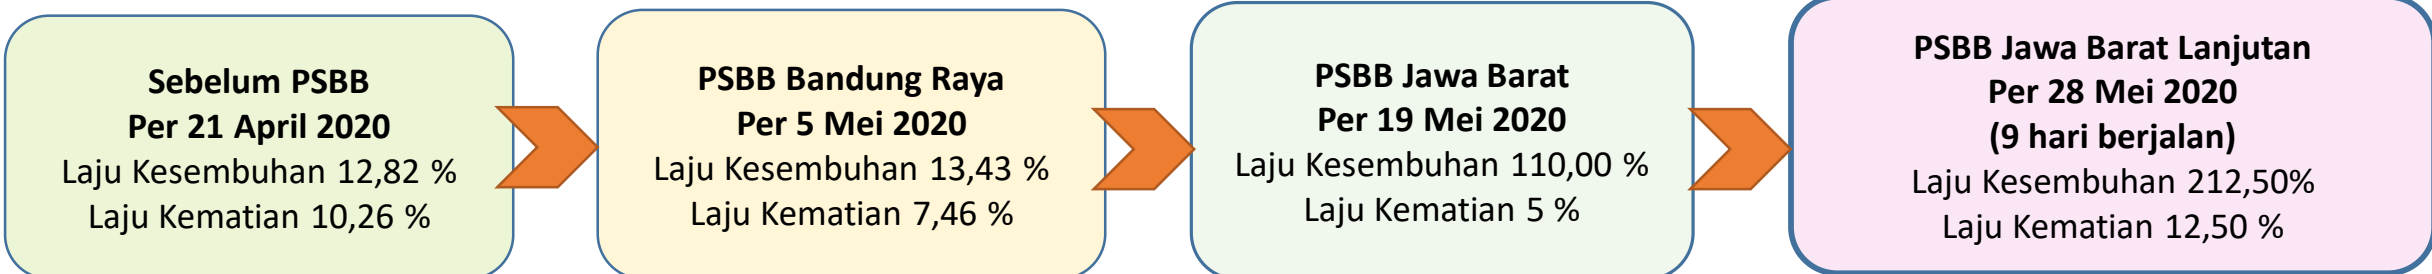 Sebelum PSBB
Per 21 April 2020
Laju Kesembuhan 12,82 %
Laju Kematian 10,26 %
PSBB Bandung Raya
Per 5 Mei 2020
Laju Kesembuhan 13,43 %
Laju Kematian 7,46 %
PSBB Jawa Barat
Per 19 Mei 2020
Laju Kesembuhan 110,00 %
Laju Kematian 5 %
PSBB Jawa Barat Lanjutan
Per 28 Mei 2020
(9 hari berjalan)
Laju Kesembuhan 212,50%
Laju Kematian 12,50 %